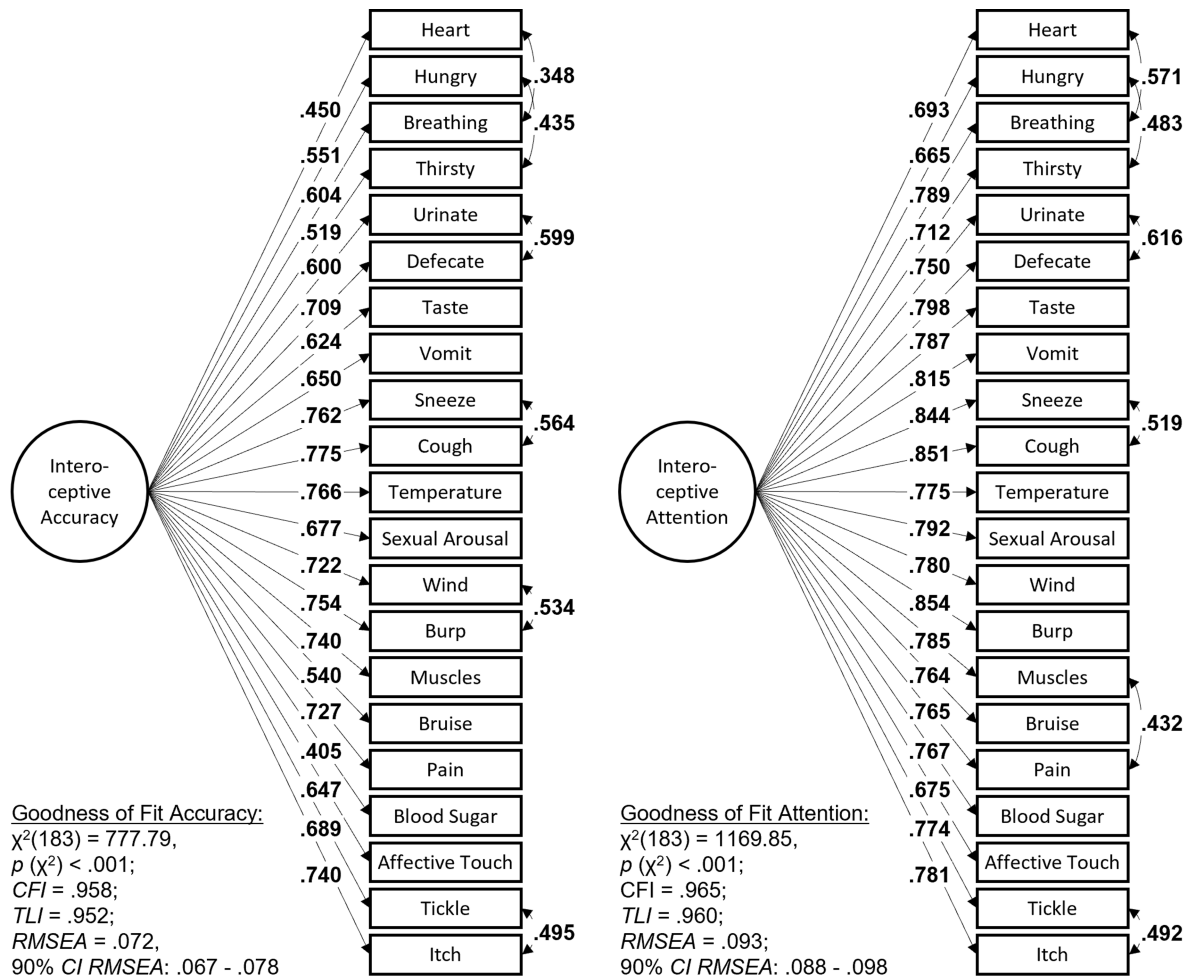 Intero-
ceptive
Accuracy
.450
.551
.604
.519
.600
.709
.624
.650
.762
.775
.766
.677
.722
.754
.740
.540
.727
.405
.647
.689
.740
Heart
Hungry
Breathing
Thirsty
Urinate
Defecate
Taste
Vomit
Sneeze
Cough
Temperature
Sexual Arousal
Wind
Burp
Muscles
Bruise
Pain
Blood Sugar
Affective Touch
Tickle
Itch
.348
.435
.599
.564
.534
.495
Goodness of Fit Accuracy:
χ²(183) = 777.79,
p (χ²) < .001;
CFI = .958;
TLI = .952;
RMSEA = .072,
90% CI RMSEA: .067 - .078
Intero-
ceptive
Attention
.693
.665
.789
.712
.750
.798
.787
.815
.844
.851
.775
.792
.780
.854
.785
.764
.765
.767
.675
.774
.781
Heart
Hungry
Breathing
Thirsty
Urinate
Defecate
Taste
Vomit
Sneeze
Cough
Temperature
Sexual Arousal
Wind
Burp
Muscles
Bruise
Pain
Blood Sugar
Affective Touch
Tickle
Itch
.571
.483
.616
.519
.432
.492
Goodness of Fit Attention:
χ²(183) = 1169.85,
p (χ²) < .001;
CFI = .965;
TLI = .960;
RMSEA = .093;
90% CI RMSEA: .088 - .098